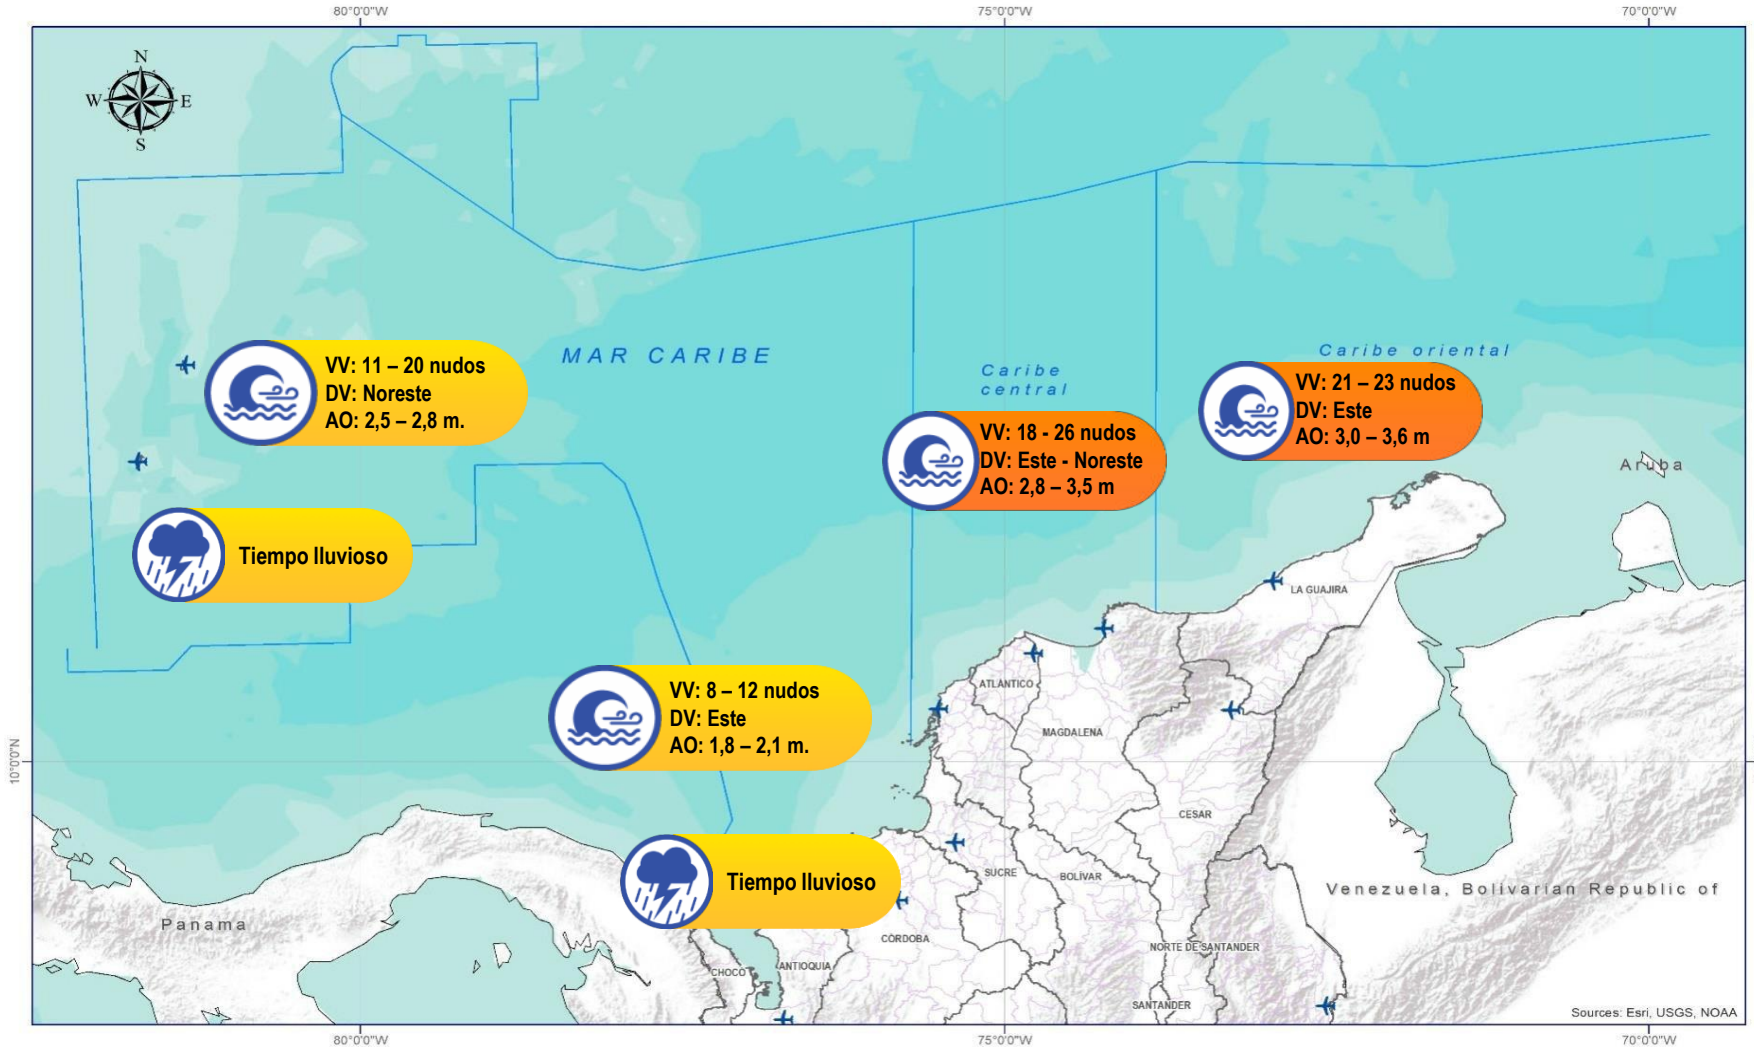 80°0'0"W
75°0'0"W
70°0'0"W
N
W
E
S
MAR CARIBE
Caribe
central
Caribe oriental
VV: 11 – 20 nudos
DV: Noreste
AO: 2,5 – 2,8 m.
VV: 21 – 23 nudos
DV: Este
AO: 3,0 – 3,6 m
VV: 18 - 26 nudos
DV: Este - Noreste
AO: 2,8 – 3,5 m
Aruba
Tiempo lluvioso
LA GUAJIRA
VV: 8 – 12 nudos
DV: Este
AO: 1,8 – 2,1 m.
ATLÁNTICO
MAGDALENA
10°0'0"N
CESAR
Tiempo lluvioso
SUCRE
BOLÍVAR
Venezuela, Bolivarian Republic of
Panama
CÓRDOBA
NORTE DE SANTANDER
CHOCÓ
ANTIOQUIA
SANTANDER
Sources: Esri, USGS, NOAA
80°0'0"W
75°0'0"W
70°0'0"W